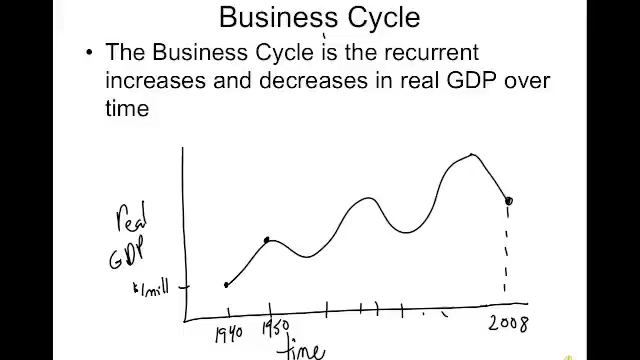 Business Cycle
• The Business Cycle is the recurrent
increases and decreases in real GDP over
time
real
GDP
$1mill
1940
1950
2008
time